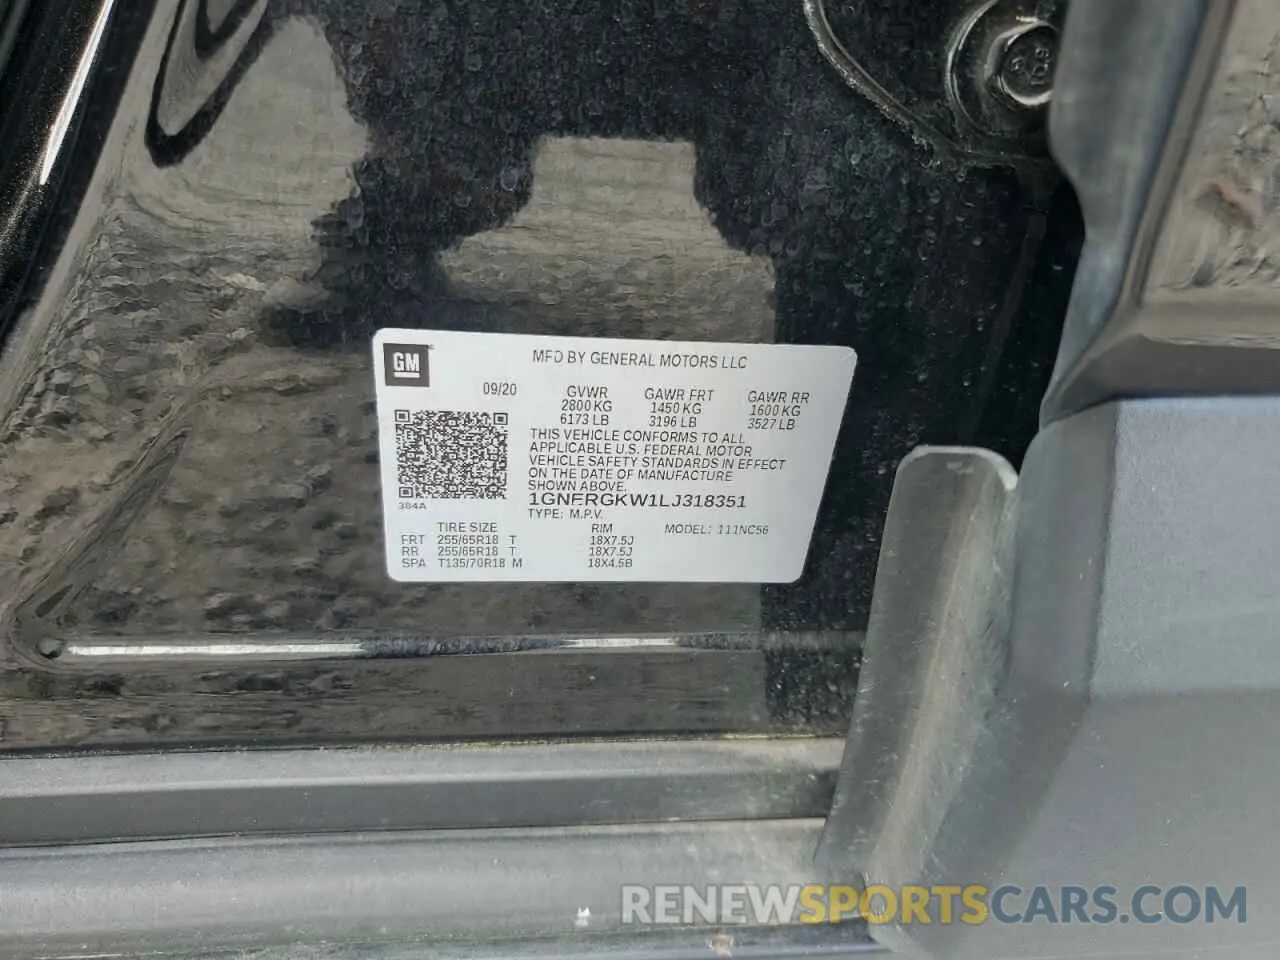 GM
MFD BY GENERAL MOTORS LLC
09/20 GVWR GAWR FRT GAWR RR
2800 KG 1450 KG 1600 KG
6173 LB 3196 LB 3527 LB
THIS VEHICLE CONFORMS TO ALL
APPLICABLE U.S. FEDERAL MOTOR
VEHICLE SAFETY STANDARDS IN EFFECT
ON THE DATE OF MANUFACTURE
SHOWN ABOVE.
384A
1GNERGKW1LJ318351
TYPE: M.P.V.
TIRE SIZE RIM MODEL: 111NC56
FRT 255/65R18 T 18X7.5J
RR 255/65R18 T 18X7.5J
SPA T135/70R18 M 18X4.5B
RENEWSPORTSCARS.COM